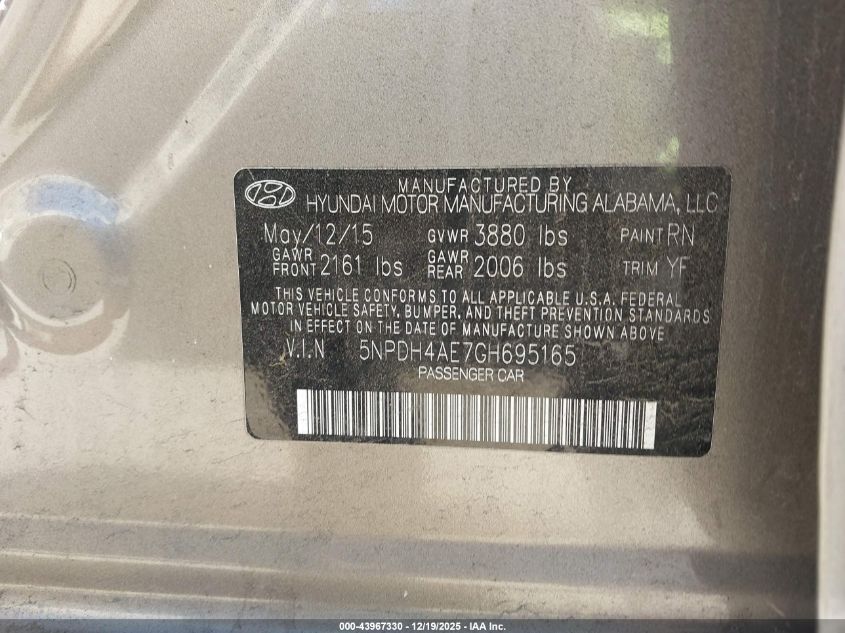 MANUFACTURED BY
HYUNDAI MOTOR MANUFACTURING ALABAMA, LLC
May/12/15 GVWR 3880 lbs PAINT RN
GAWR FRONT 2161 lbs GAWR REAR 2006 lbs TRIM YF
THIS VEHICLE CONFORMS TO ALL APPLICABLE U.S.A. FEDERAL
MOTOR VEHICLE SAFETY, BUMPER, AND THEFT PREVENTION STANDARDS
IN EFFECT ON THE DATE OF MANUFACTURE SHOWN ABOVE
V.I.N 5NPDH4AE7GH695165
PASSENGER CAR
000-43967330 - 12/19/2025 - IAA Inc.